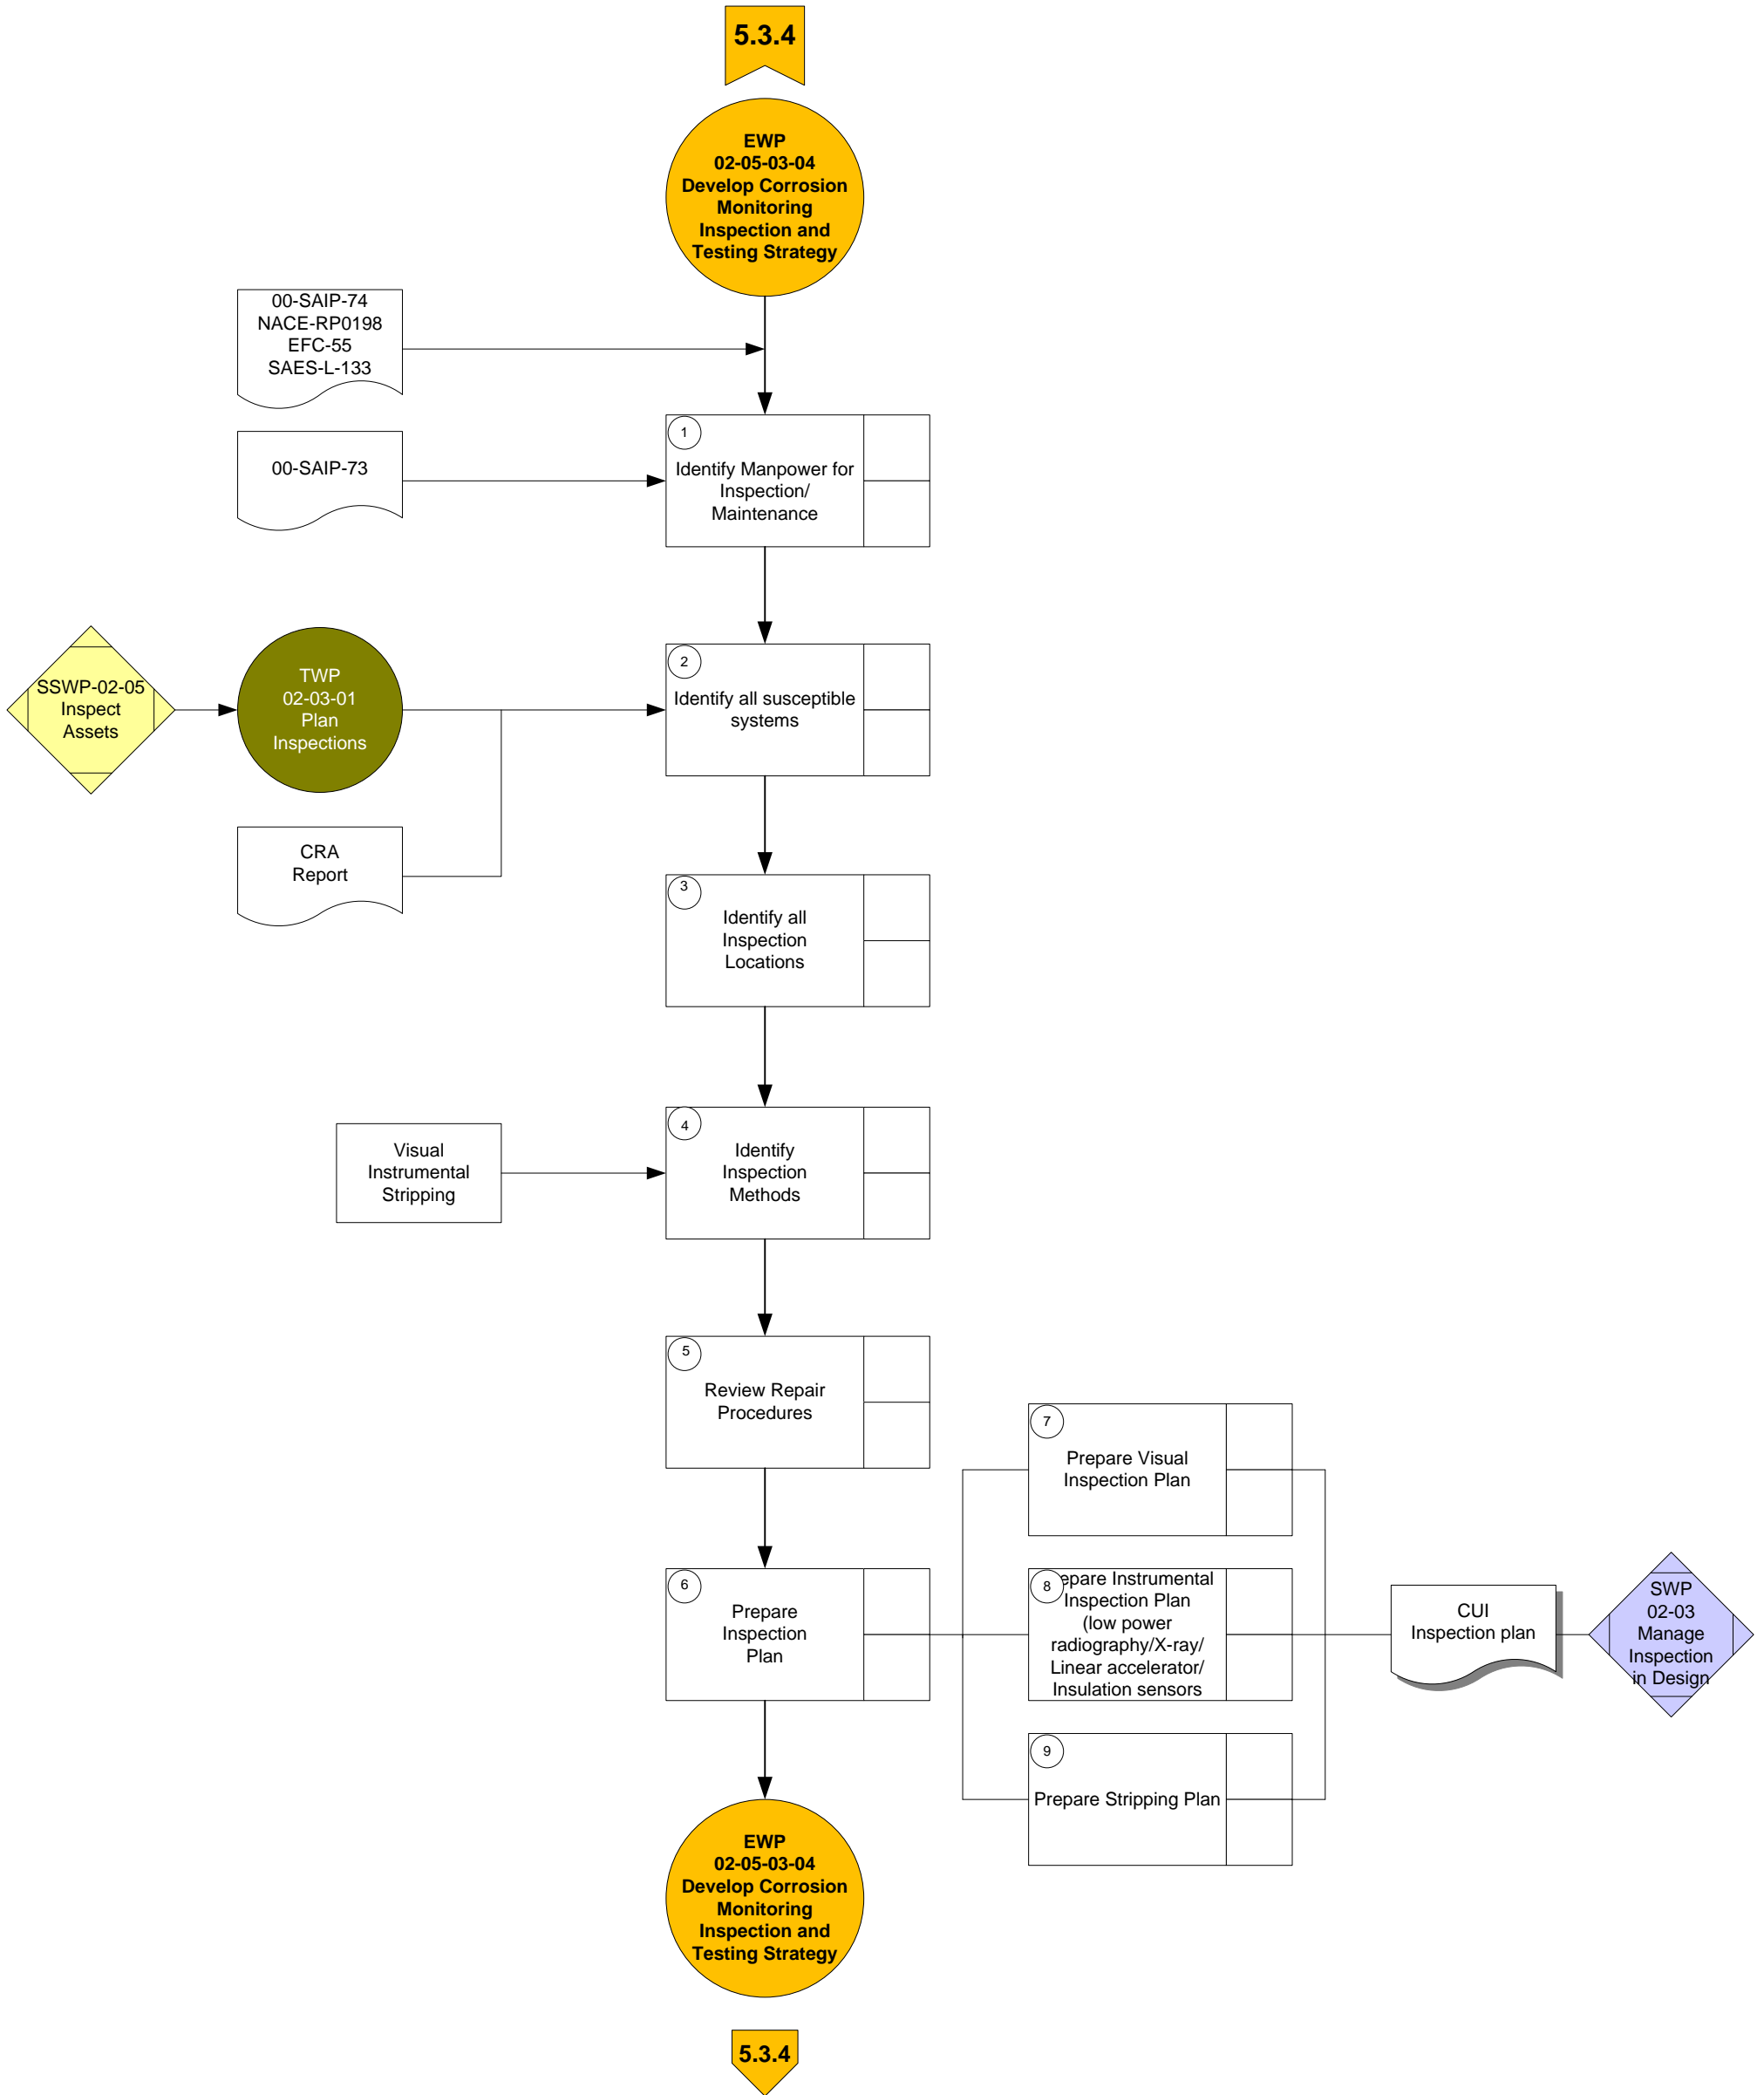 5.3.4
EWP
02-05-03-04
Develop Corrosion
Monitoring
Inspection and
Testing Strategy
00-SAIP-74
NACE-RP0198
EFC-55
SAES-L-133
00-SAIP-73
1
Identify Manpower for
Inspection/
Maintenance
SSWP-02-05
Inspect
Assets
TWP
02-03-01
Plan
Inspections
2
Identify all susceptible
systems
CRA
Report
3
Identify all
Inspection
Locations
Visual
Instrumental
Stripping
4
Identify
Inspection
Methods
5
Review Repair
Procedures
6
Prepare
Inspection
Plan
7
Prepare Visual
Inspection Plan
8
epare Instrumental
Inspection Plan
(low power
radiography/X-ray/
Linear accelerator/
Insulation sensors
9
Prepare Stripping Plan
CUI
Inspection plan
SWP
02-03
Manage
Inspection
in Design
EWP
02-05-03-04
Develop Corrosion
Monitoring
Inspection and
Testing Strategy
5.3.4